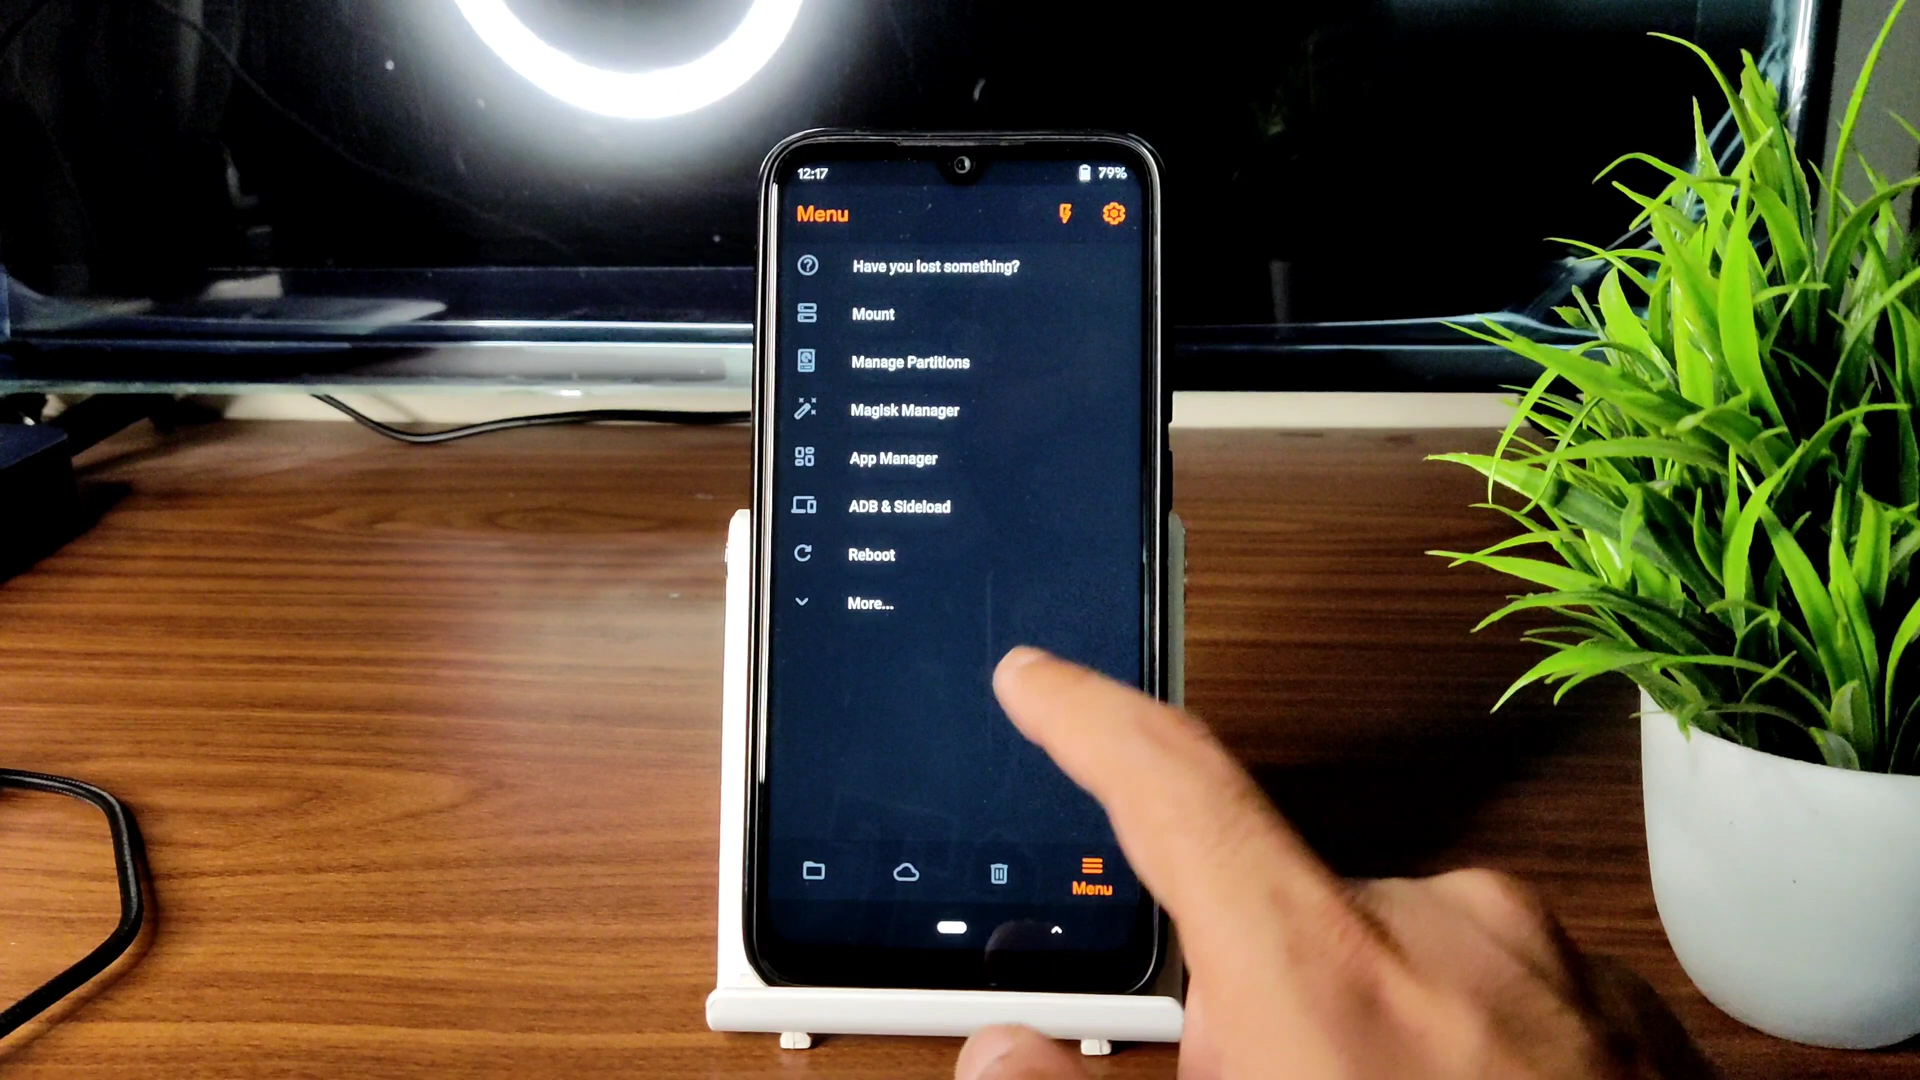 12:17
79%
Menu
Have you lost something?
Mount
Manage Partitions
Magisk Manager
App Manager
ADB & Sideload
Reboot
More...
Menu